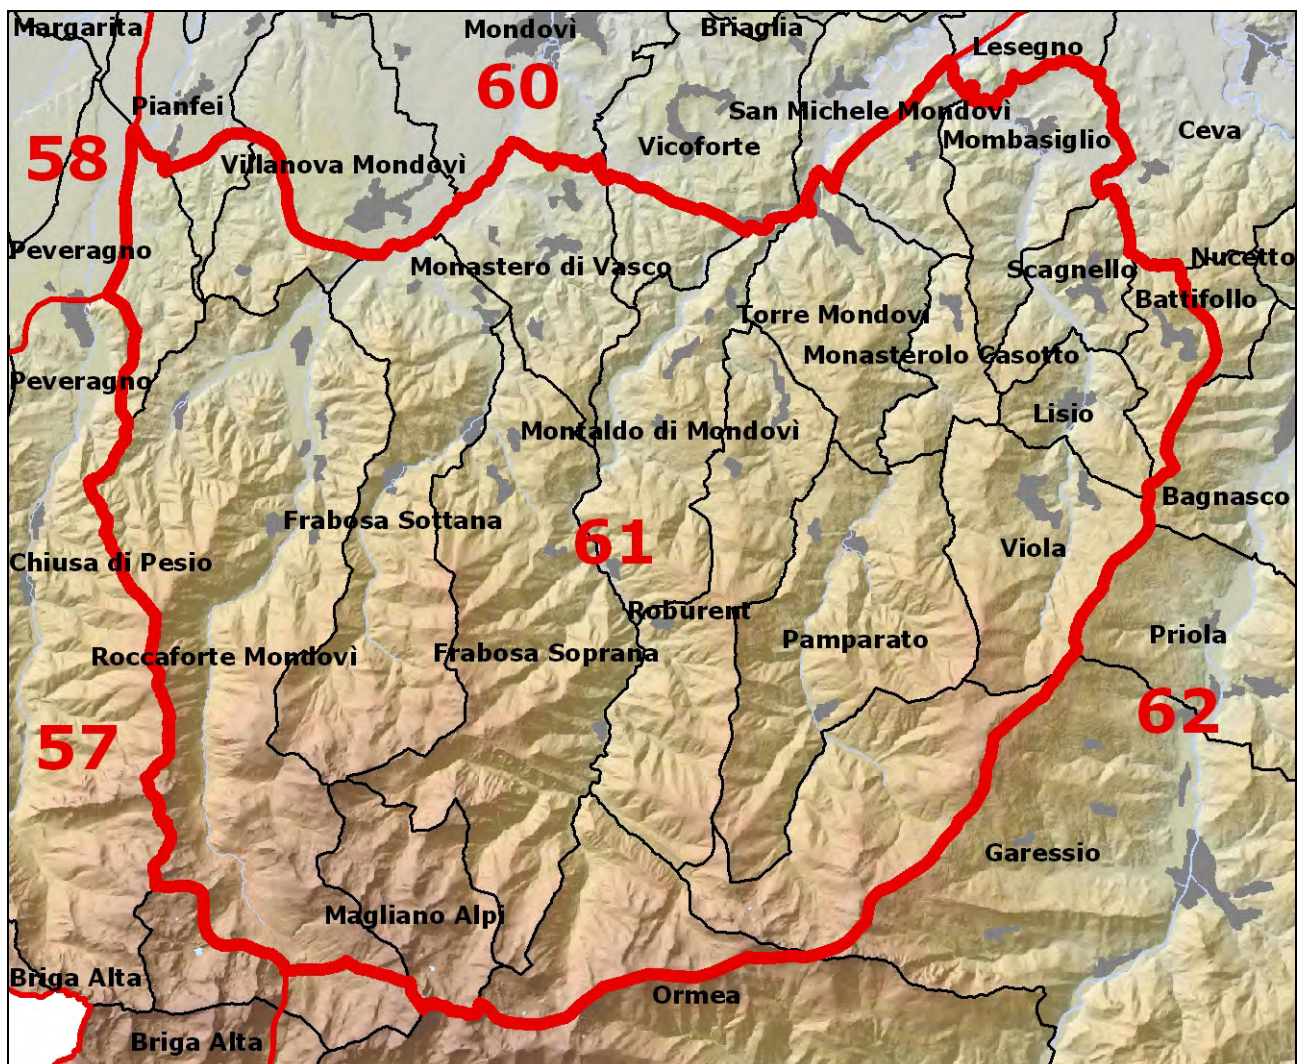 Margarita
Mondovì
Briaglia
Lesegno
60
Pianfei
San Michele Mondovì
Ceva
Mombasiglio
Vicoforte
58
Villanova Mondovì
Peveragno
Nucetto
Monastero di Vasco
Scagnello
Battifollo
Torre Mondovì
Monasterolo Casotto
Peveragno
Lisio
Montaldo di Mondovì
Bagnasco
Frabosa Sottana
61
Viola
Chiusa di Pesio
Roburent
Priola
Pamparato
Frabosa Soprana
Roccaforte Mondovì
62
57
Garessio
Magliano Alpi
Briga Alta
Ormea
Briga Alta